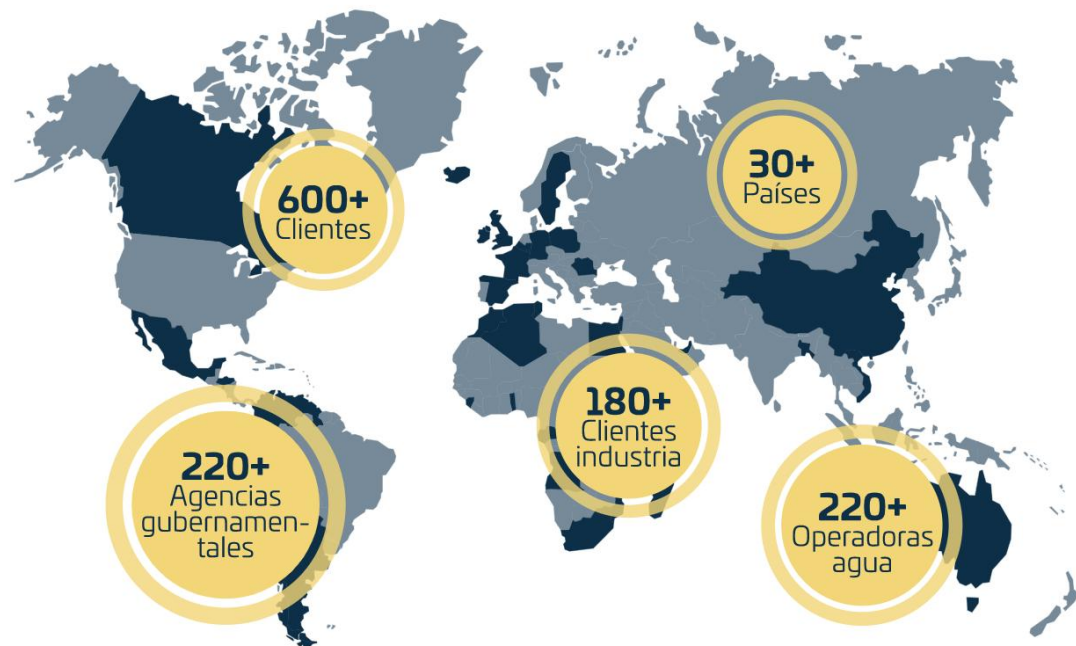 600+
Clientes
30+
Países
180+
Clientes
industria
220+
Agencias
gubernamen-
tales
220+
Operadoras
agua